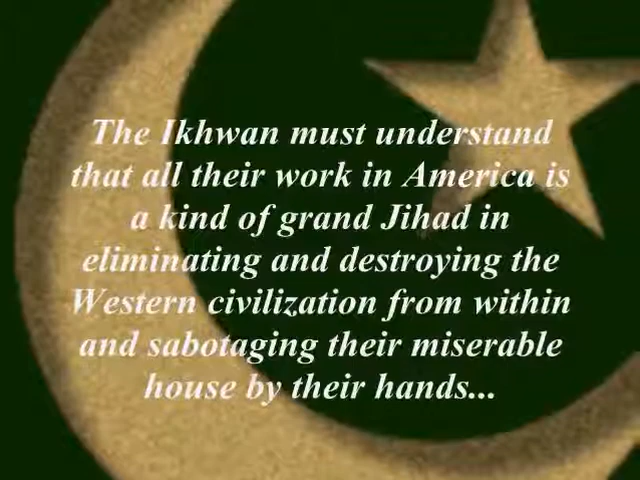 The Ikhwan must understand
that all their work in America is
a kind of grand Jihad in
eliminating and destroying the
Western civilization from within
and sabotaging their miserable
house by their hands...